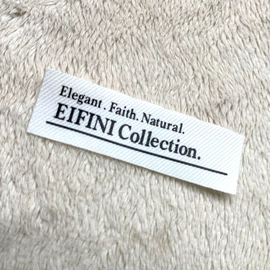 Elegant . Faith. Natural.
EIFINI Collection.